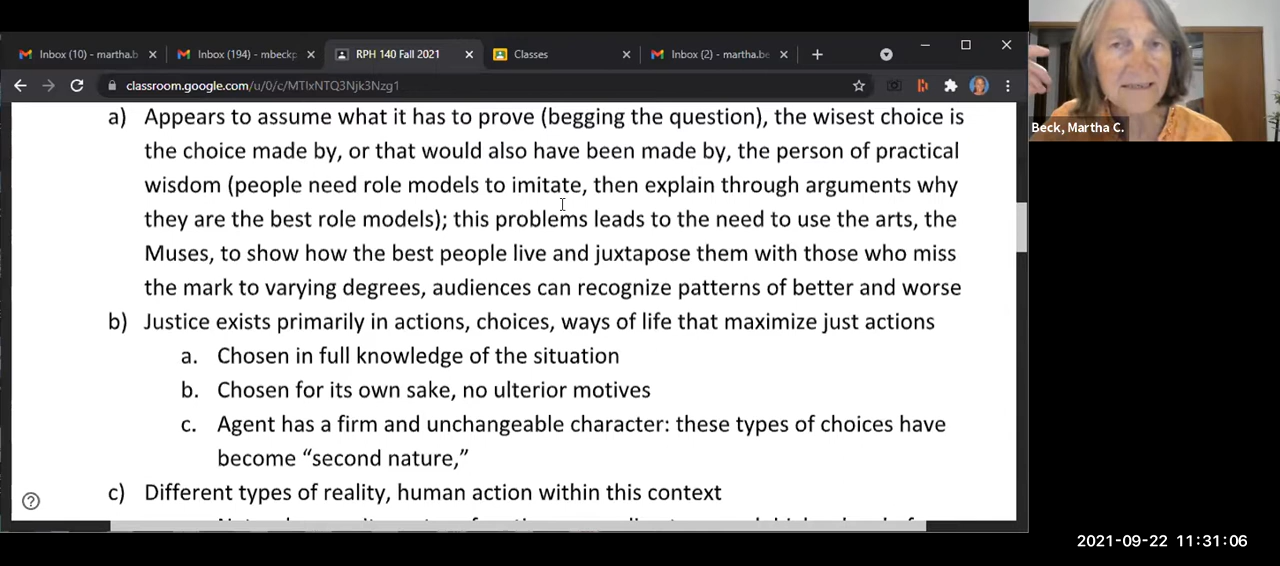 Inbox (10) - martha.b
Inbox (194) - mbeckp
RPH 140 Fall 2021
Classes
Inbox (2) - martha.be
classroom.google.com/u/0/c/MTIxNTQ3Njk3Nzg1
Beck, Martha C.
a) Appears to assume what it has to prove (begging the question), the wisest choice is
the choice made by, or that would also have been made by, the person of practical
wisdom (people need role models to imitate, then explain through arguments why
they are the best role models); this problems leads to the need to use the arts, the
Muses, to show how the best people live and juxtapose them with those who miss
the mark to varying degrees, audiences can recognize patterns of better and worse
b) Justice exists primarily in actions, choices, ways of life that maximize just actions
a. Chosen in full knowledge of the situation
b. Chosen for its own sake, no ulterior motives
c. Agent has a firm and unchangeable character: these types of choices have
become “second nature,”
c) Different types of reality, human action within this context
2021-09-22 11:31:06